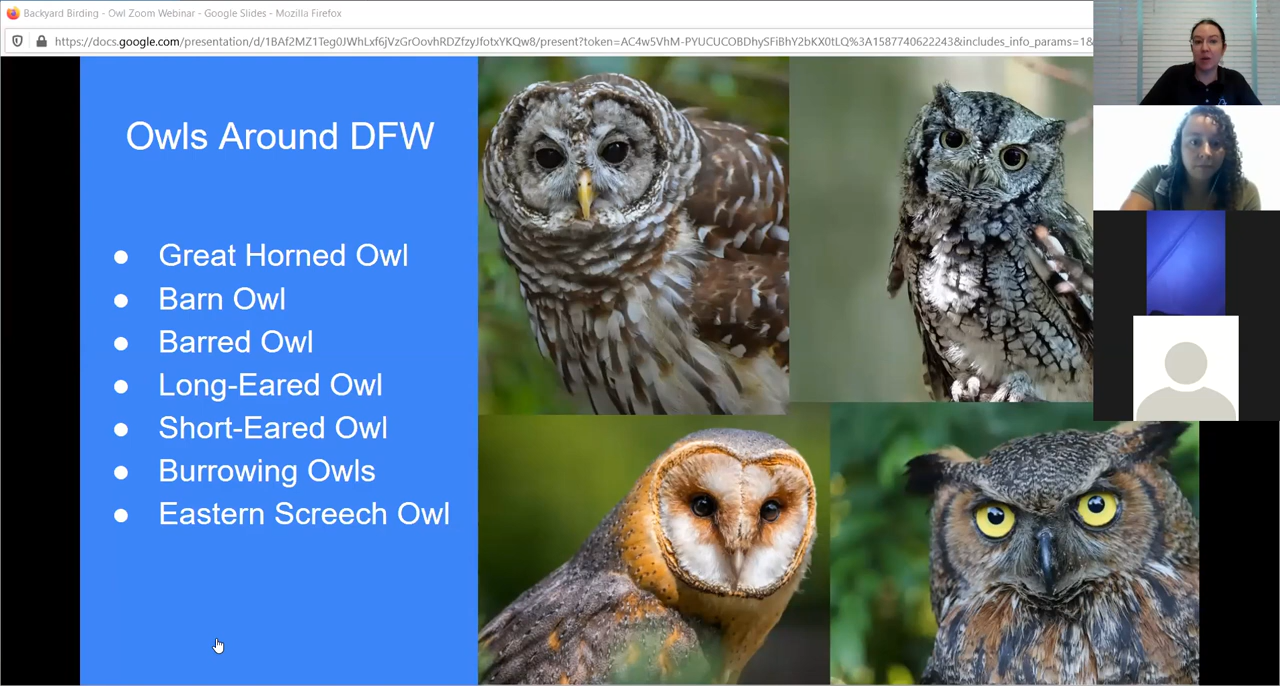 Backyard Birding - Owl Zoom Webinar - Google Slides - Mozilla Firefox
https://docs.google.com/presentation/d/1BAf2MZ1Teg0JWhLxf6jVzGrOovhRDZfzyJfotxYKtQw8/present?token=AC4w5VhM-PYUCUCOBDhySFiBhY2bKX0tLQ%3A1587740622243&includes_info_params=1&
Owls Around DFW
● Great Horned Owl
● Barn Owl
● Barred Owl
● Long-Eared Owl
● Short-Eared Owl
● Burrowing Owls
● Eastern Screech Owl